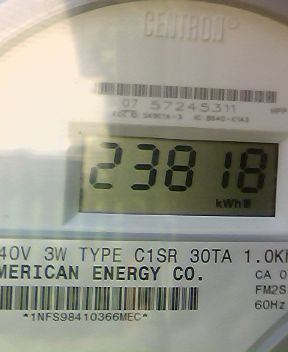 CENTRON®
07 57245311
23818
kWh
40V 3W TYPE C1SR 30TA 1.0K
MERICAN ENERGY CO.
CA 0
FM2S
60Hz
*1NFS98410366MEC*